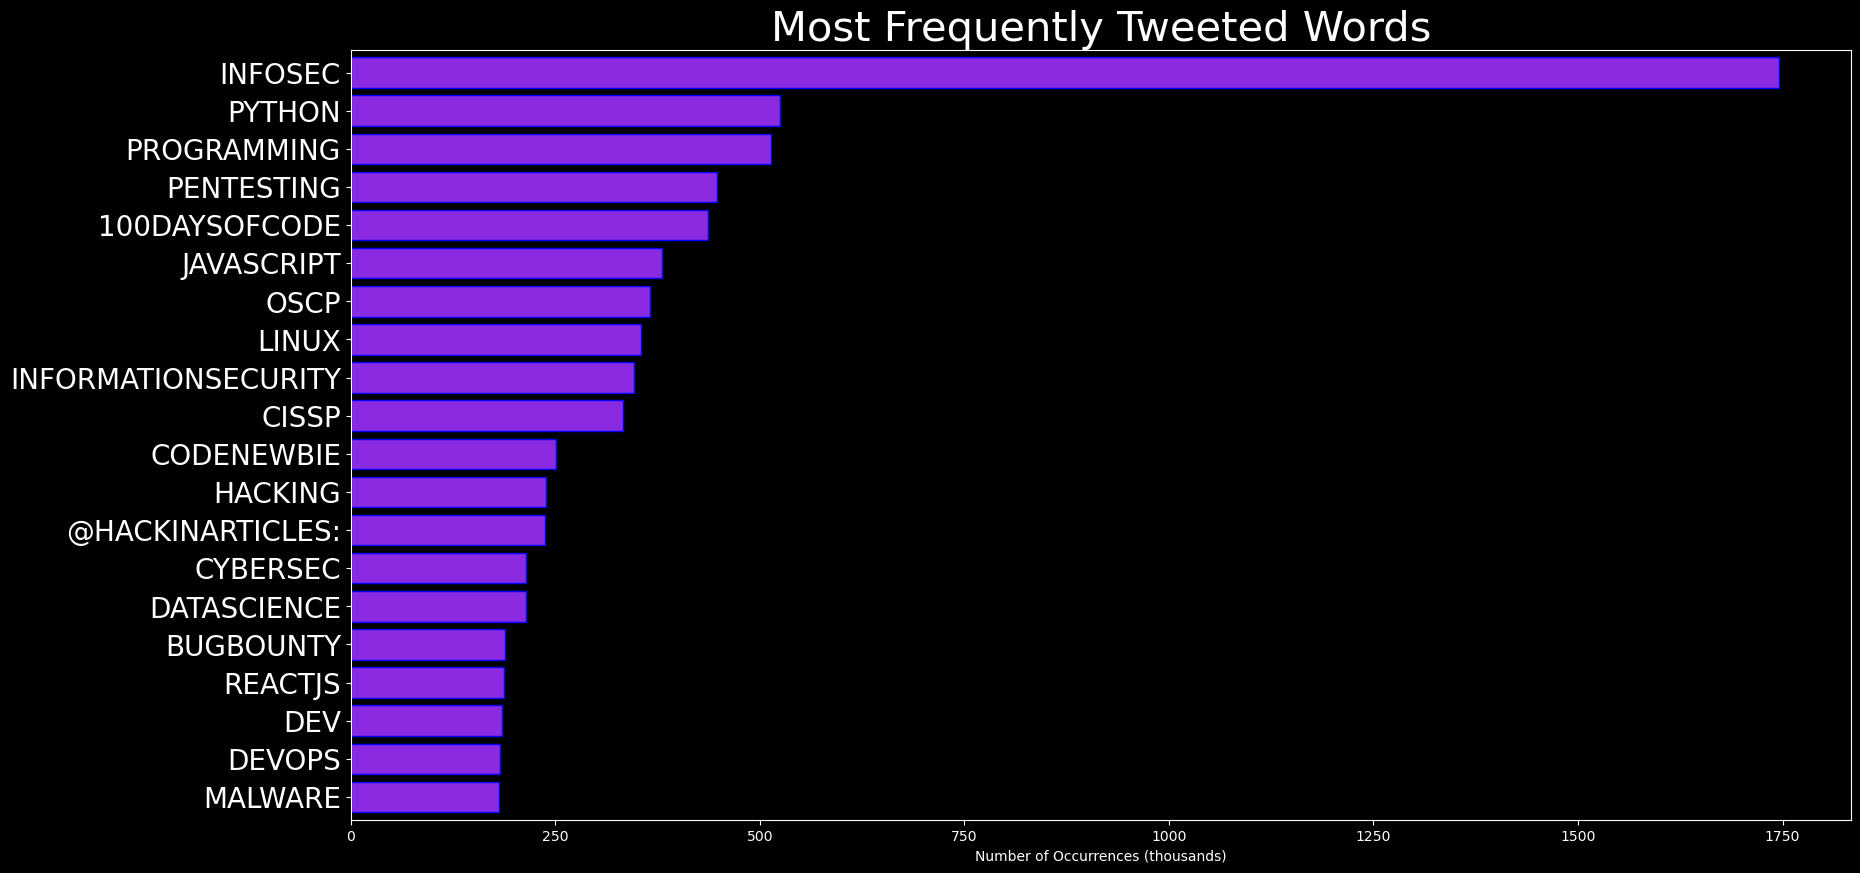 Most Frequently Tweeted Words
INFOSEC
PYTHON
PROGRAMMING
PENTESTING
100DAYSOFCODE
JAVASCRIPT
OSCP
LINUX
INFORMATIONSECURITY
CISSP
CODENEWBIE
HACKING
@HACKINARTICLES:
CYBERSEC
DATASCIENCE
BUGBOUNTY
REACTJS
DEV
DEVOPS
MALWARE
0 250 500 750 1000 1250 1500 1750
Number of Occurrences (thousands)